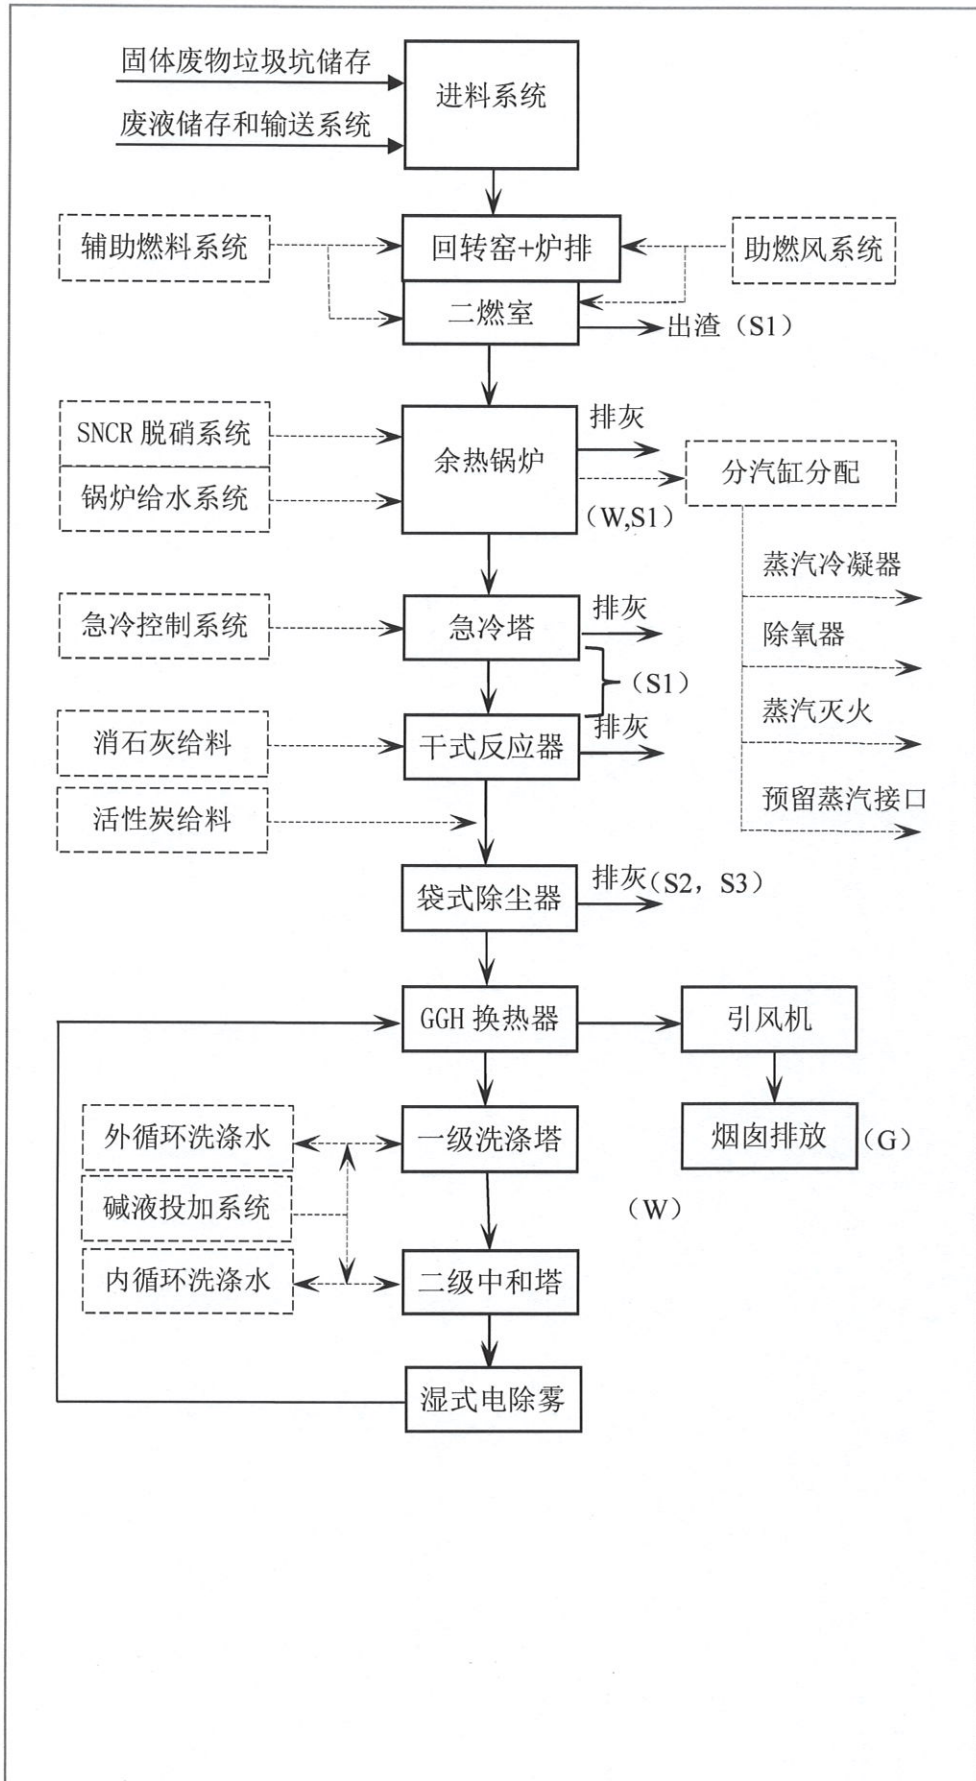 固体废物垃圾坑储存
废液储存和输送系统
进料系统
辅助燃料系统
回转窑+炉排
助燃风系统
二燃室
出渣（S1）
SNCR 脱硝系统
排灰
余热锅炉
分汽缸分配
锅炉给水系统
（W,S1）
蒸汽冷凝器
急冷控制系统
急冷塔
排灰
除氧器
（S1）
蒸汽灭火
消石灰给料
干式反应器
排灰
预留蒸汽接口
活性炭给料
袋式除尘器
排灰（S2，S3）
GGH 换热器
引风机
外循环洗涤水
一级洗涤塔
烟囱排放
（G）
碱液投加系统
（W）
内循环洗涤水
二级中和塔
湿式电除雾